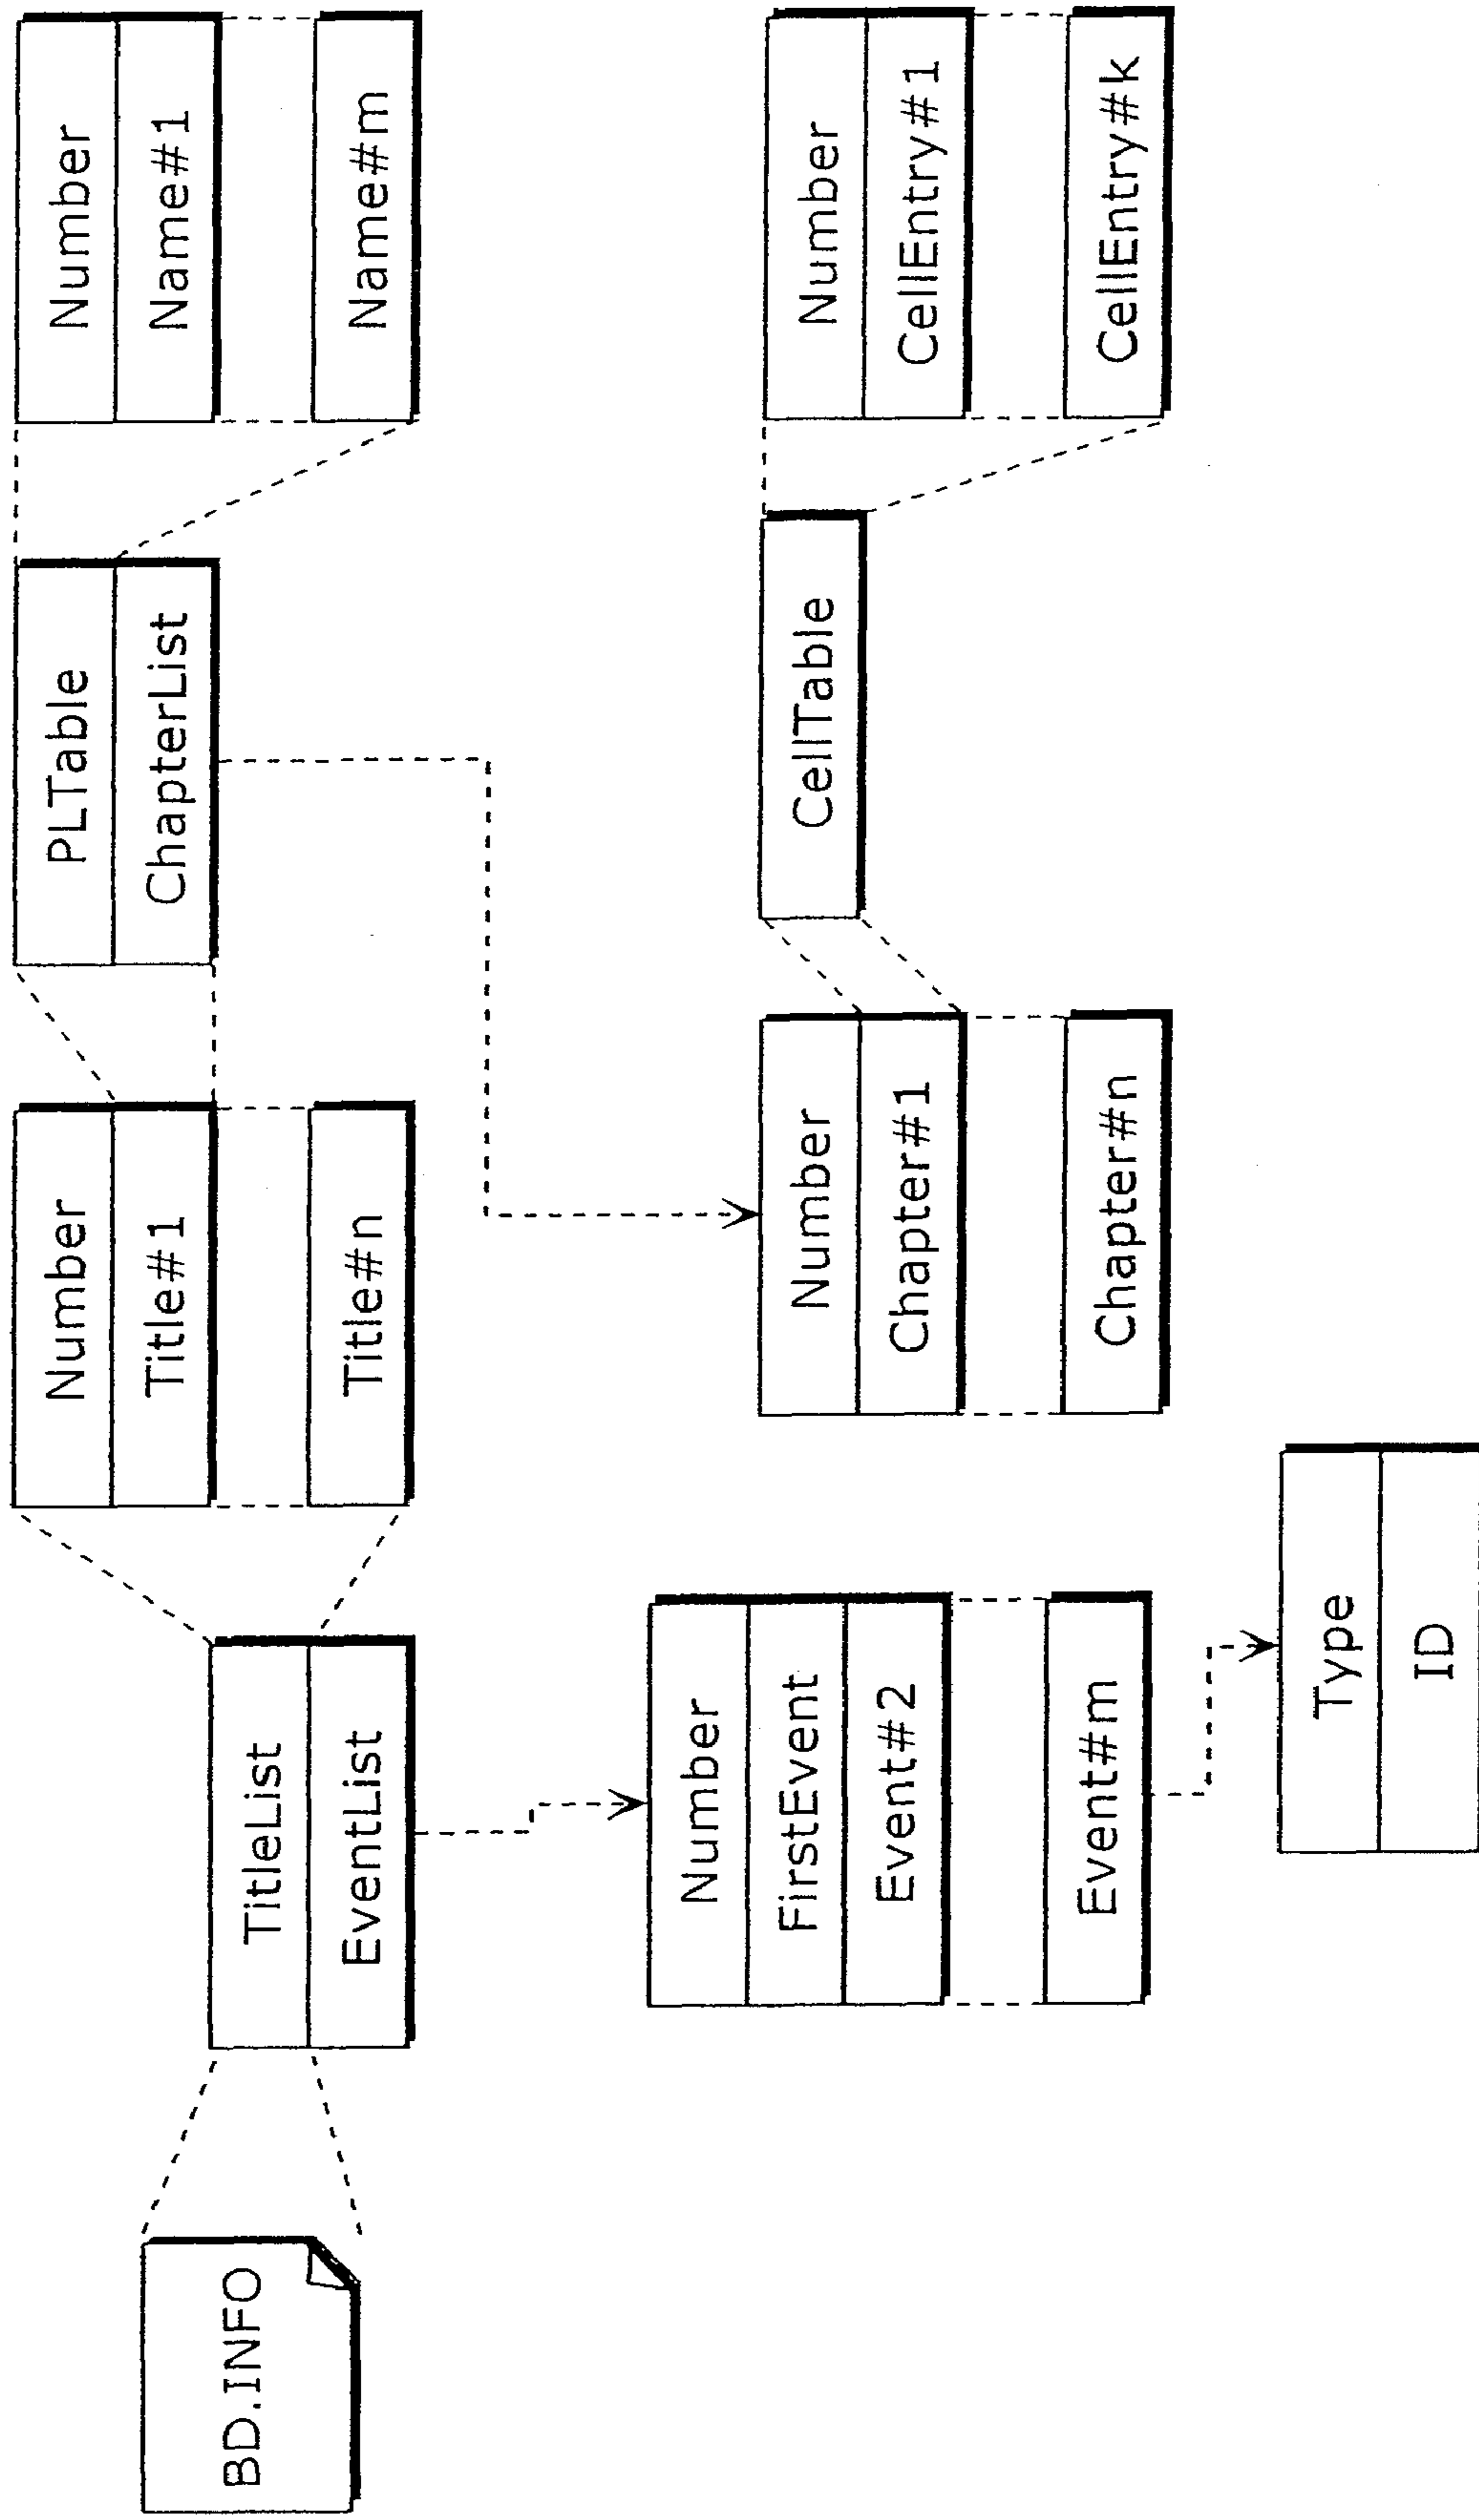 BD.INFO
TitleList
EventList
Number
Title#1
Title#n
PLTable
ChapterList
Number
Name#1
Name#m
Number
FirstEvent
Event#2
Event#m
Type
ID
Number
Chapter#1
Chapter#n
CellTable
Number
CellEntry#1
CellEntry#k